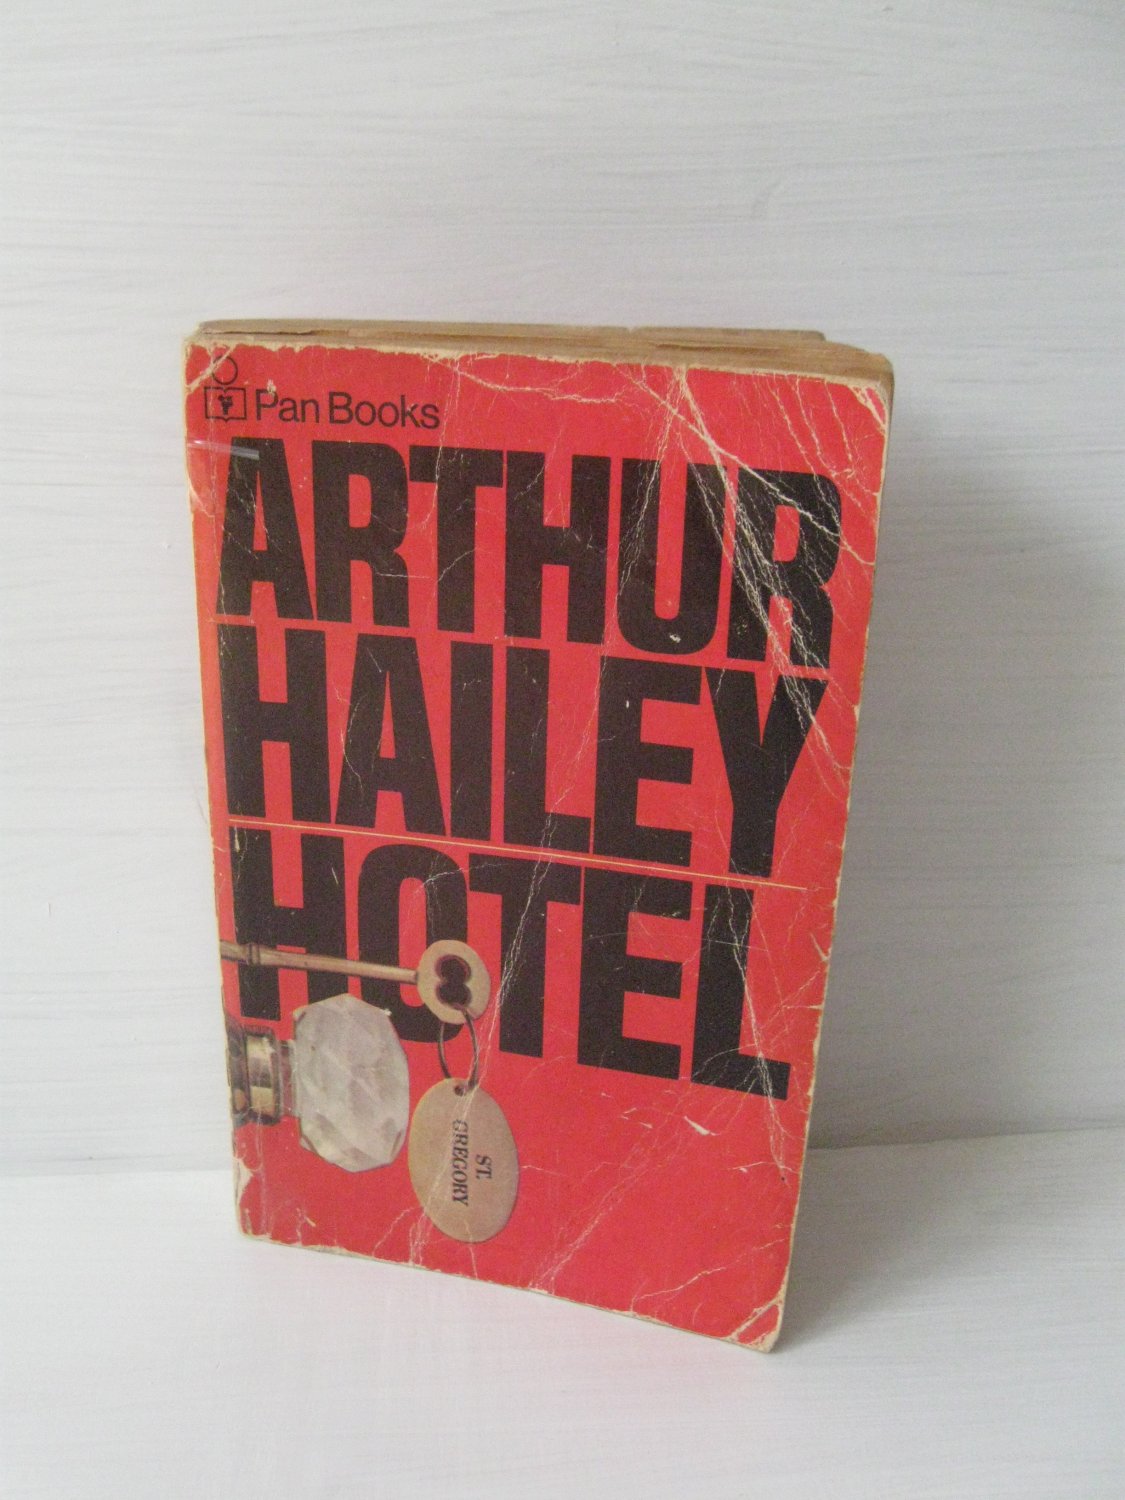 Pan Books
ARTHUR
HAILEY
HOTEL
ST.
GREGORY